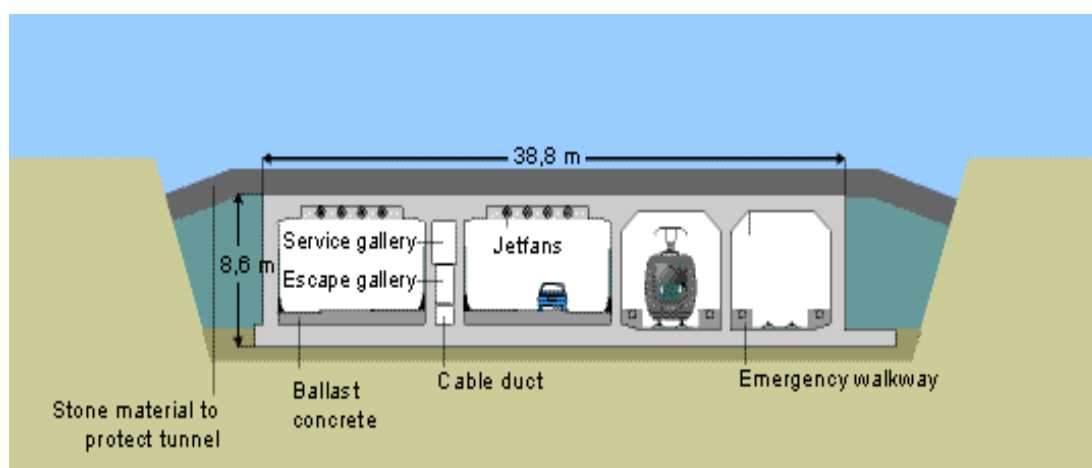 38,8 m
Service gallery
Jetfans
8,6 m
Escape gallery
Cable duct
Emergency walkway
Ballast
concrete
Stone material to
protect tunnel